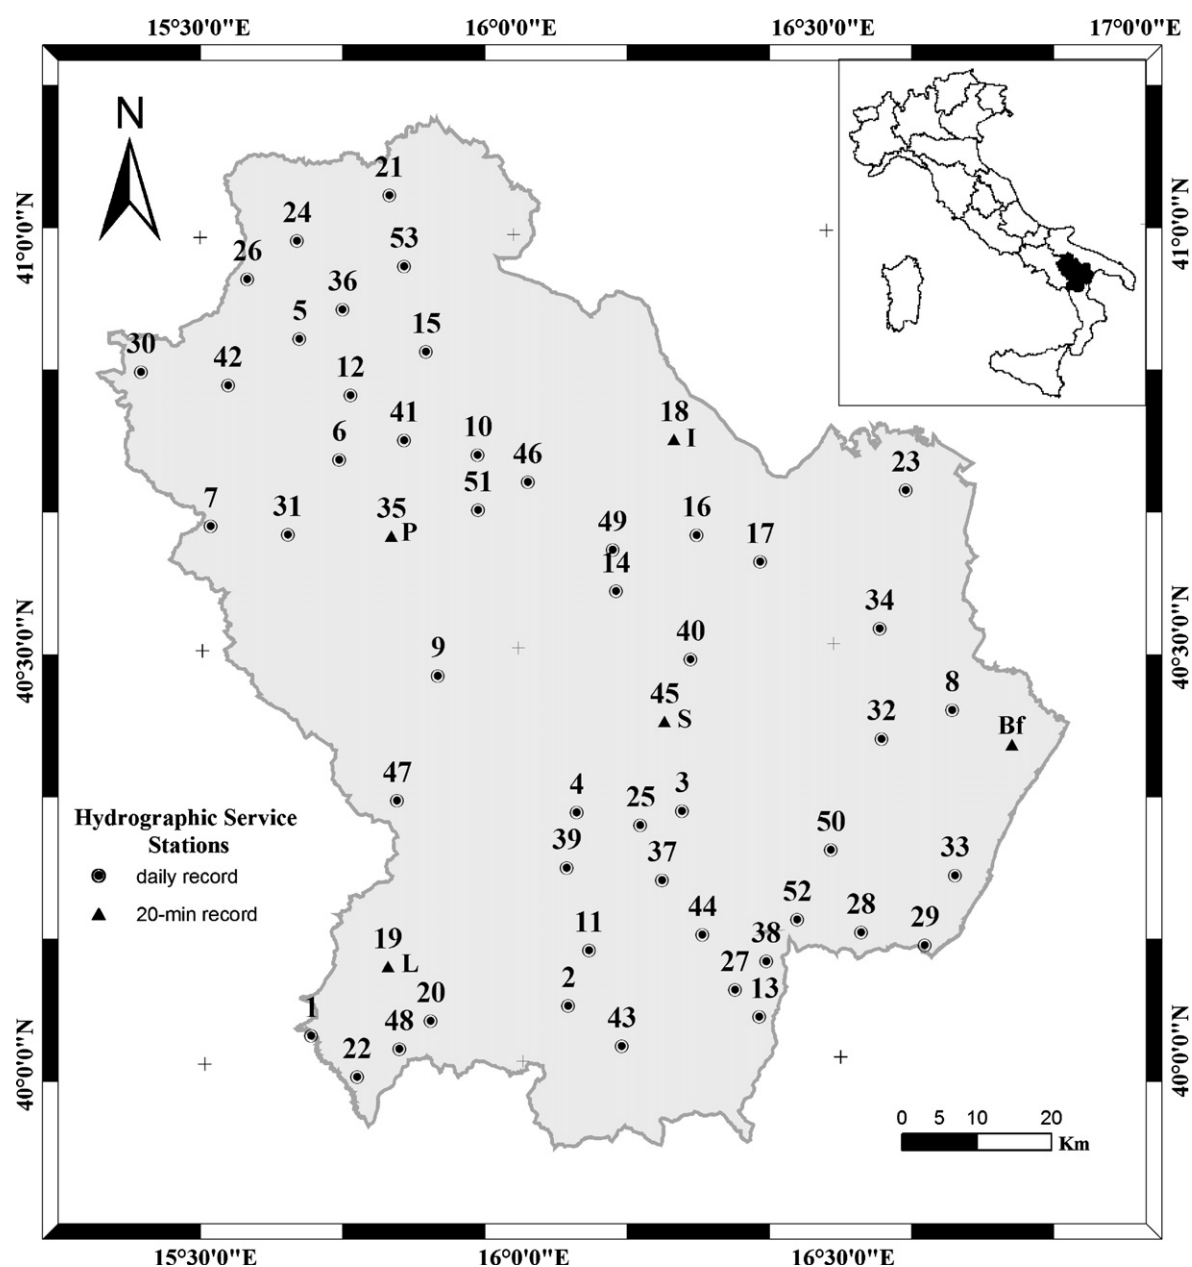 15°30'0"E 16°0'0"E 16°30'0"E 17°0'0"E
N
41°0'0"N
41°0'0"N
21
24
53
26
36
5
15
30
42
12
41
18
I
6
10
46
23
7
31
35
P
51
49
16
17
14
34
40°30'0"N
40°30'0"N
9
40
45
S
8
32
Bf
47
4
25
3
Hydrographic Service
Stations
daily record
20-min record
39
37
50
33
52
28
29
44
38
11
19
L
27
13
2
20
1
48
43
22
40°0'0"N
40°0'0"N
0 5 10 20
Km
15°30'0"E 16°0'0"E 16°30'0"E